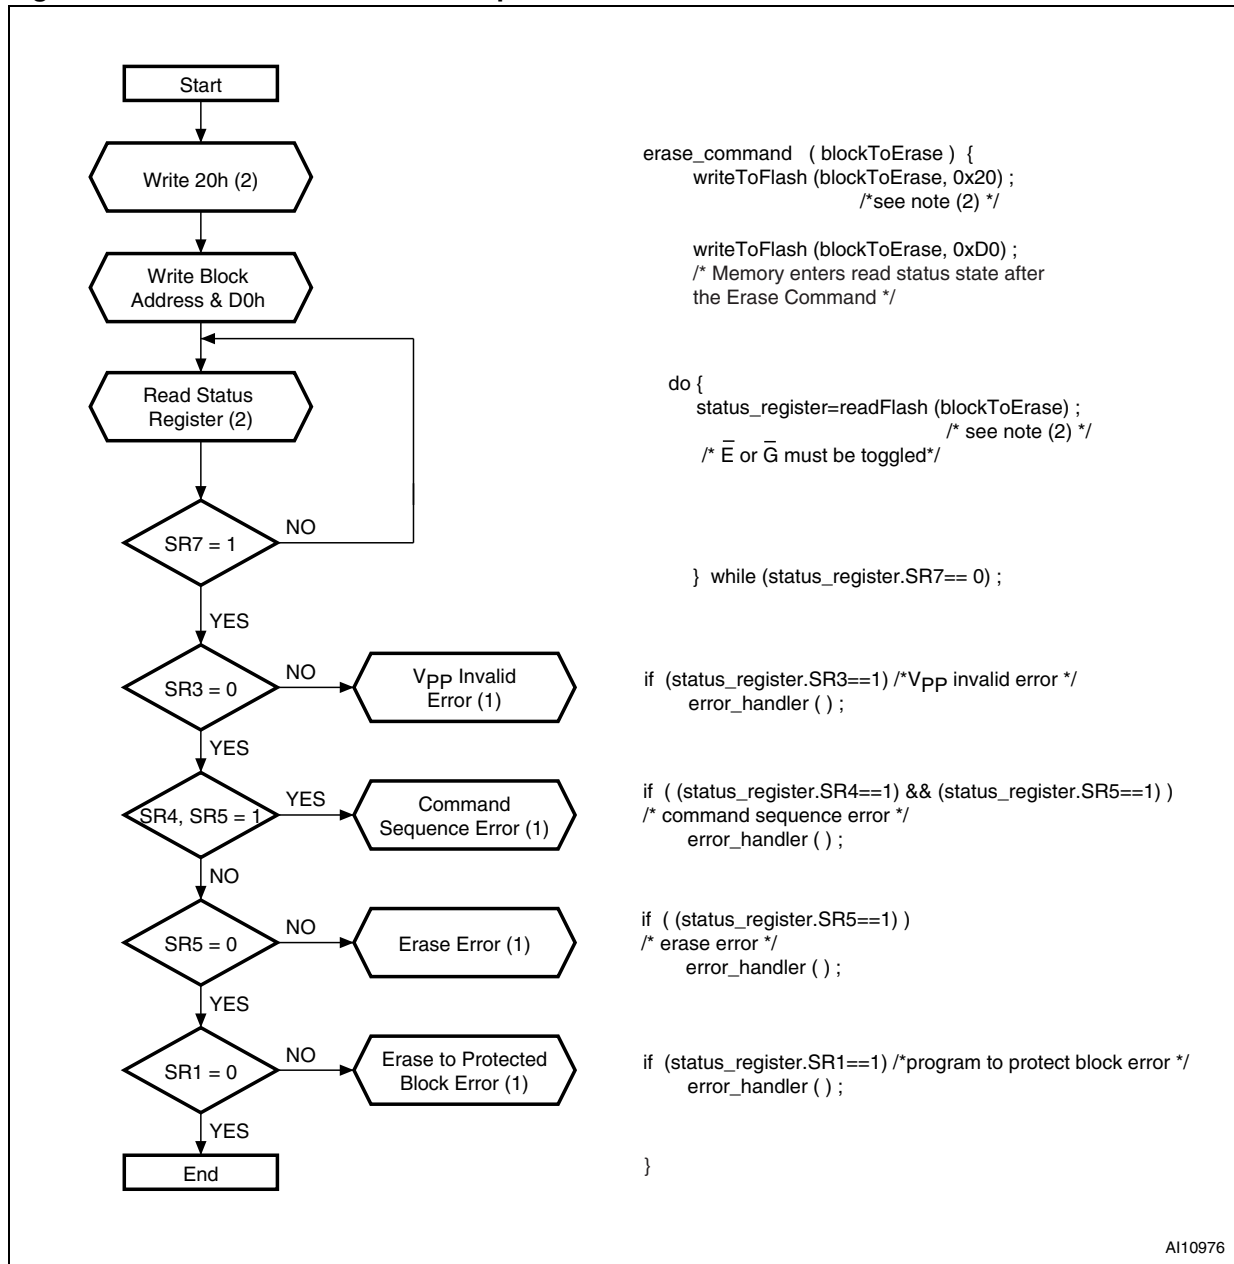 Start
Write 20h (2)
Write Block
Address & D0h
Read Status
Register (2)
SR7 = 1
NO
YES
SR3 = 0
NO
VPP Invalid
Error (1)
YES
SR4, SR5 = 1
YES
Command
Sequence Error (1)
NO
SR5 = 0
NO
Erase Error (1)
YES
SR1 = 0
NO
Erase to Protected
Block Error (1)
YES
End
erase_command ( blockToErase ) {
writeToFlash (blockToErase, 0x20) ;
/*see note (2) */
writeToFlash (blockToErase, 0xD0) ;
/* Memory enters read status state after
the Erase Command */
do {
status_register=readFlash (blockToErase) ;
/* see note (2) */
/* E̅ or G̅ must be toggled*/
} while (status_register.SR7== 0) ;
if (status_register.SR3==1) /*VPP invalid error */
error_handler ( ) ;
if ( (status_register.SR4==1) && (status_register.SR5==1) )
/* command sequence error */
error_handler ( ) ;
if ( (status_register.SR5==1) )
/* erase error */
error_handler ( ) ;
if (status_register.SR1==1) /*program to protect block error */
error_handler ( ) ;
}
AI10976